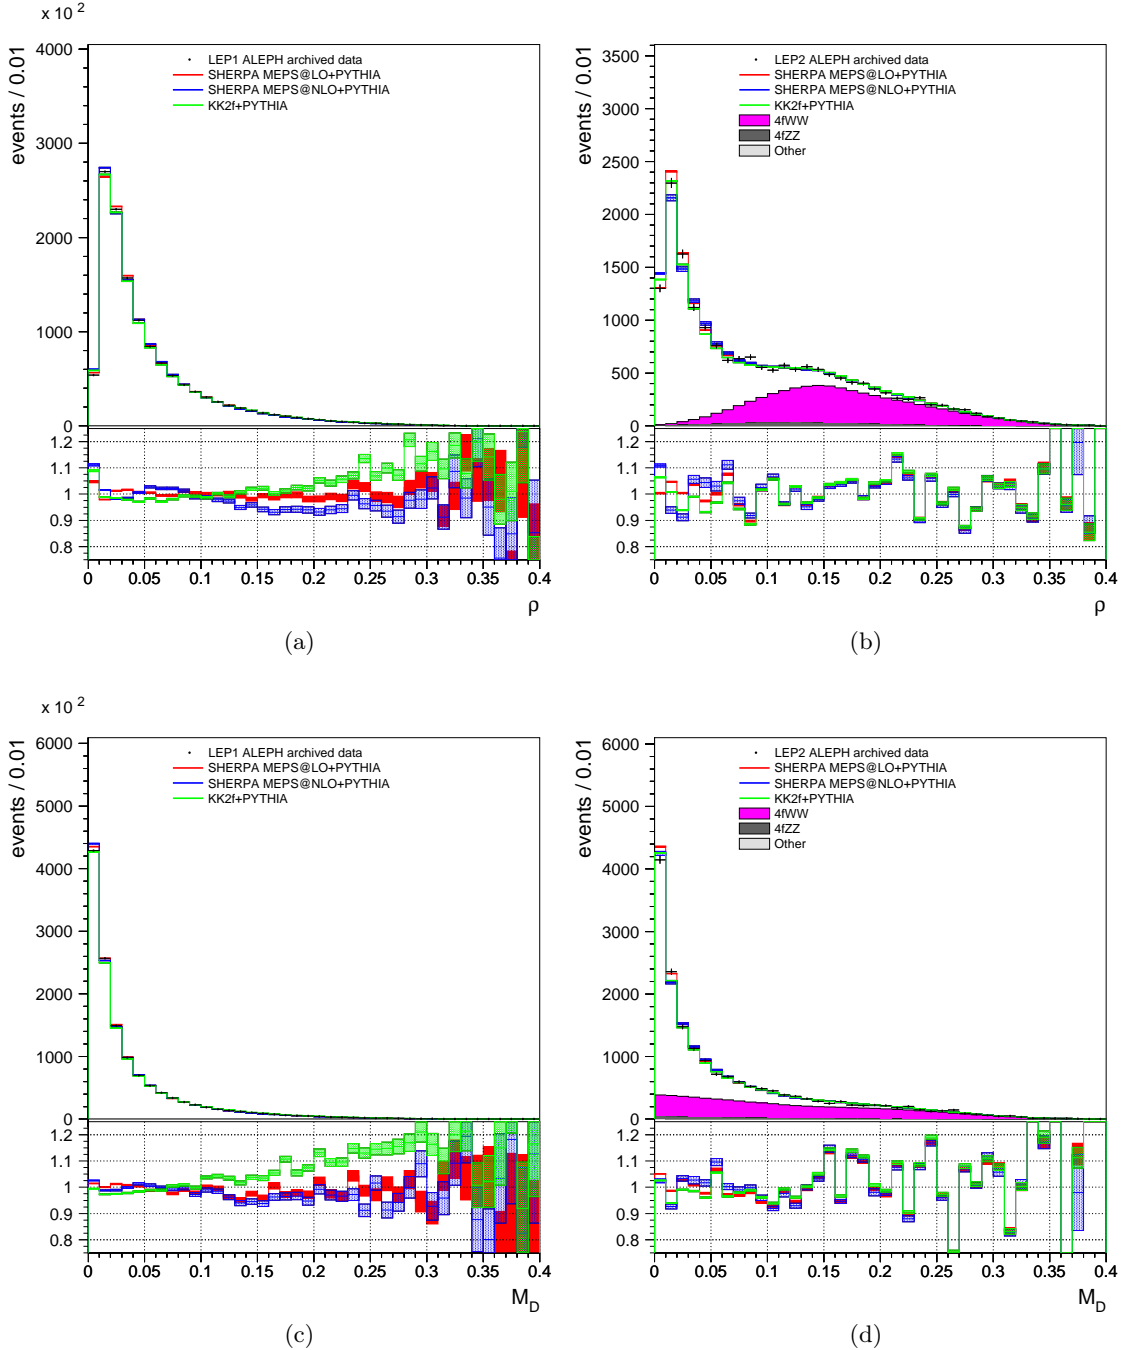 x 10²
events / 0.01
4000
3000
2000
1000
0
LEP1 ALEPH archived data
SHERPA MEPS@LO+PYTHIA
SHERPA MEPS@NLO+PYTHIA
KK2f+PYTHIA
1.2
1.1
1
0.9
0.8
0 0.05 0.1 0.15 0.2 0.25 0.3 0.35 0.4
ρ
(a)
events / 0.01
3500
3000
2500
2000
1500
1000
500
0
LEP2 ALEPH archived data
SHERPA MEPS@LO+PYTHIA
SHERPA MEPS@NLO+PYTHIA
KK2f+PYTHIA
4fWW
4fZZ
Other
1.2
1.1
1
0.9
0.8
0 0.05 0.1 0.15 0.2 0.25 0.3 0.35 0.4
ρ
(b)
x 10²
events / 0.01
6000
5000
4000
3000
2000
1000
0
LEP1 ALEPH archived data
SHERPA MEPS@LO+PYTHIA
SHERPA MEPS@NLO+PYTHIA
KK2f+PYTHIA
1.2
1.1
1
0.9
0.8
0 0.05 0.1 0.15 0.2 0.25 0.3 0.35 0.4
M_D
(c)
events / 0.01
6000
5000
4000
3000
2000
1000
0
LEP2 ALEPH archived data
SHERPA MEPS@LO+PYTHIA
SHERPA MEPS@NLO+PYTHIA
KK2f+PYTHIA
4fWW
4fZZ
Other
1.2
1.1
1
0.9
0.8
0 0.05 0.1 0.15 0.2 0.25 0.3 0.35 0.4
M_D
(d)